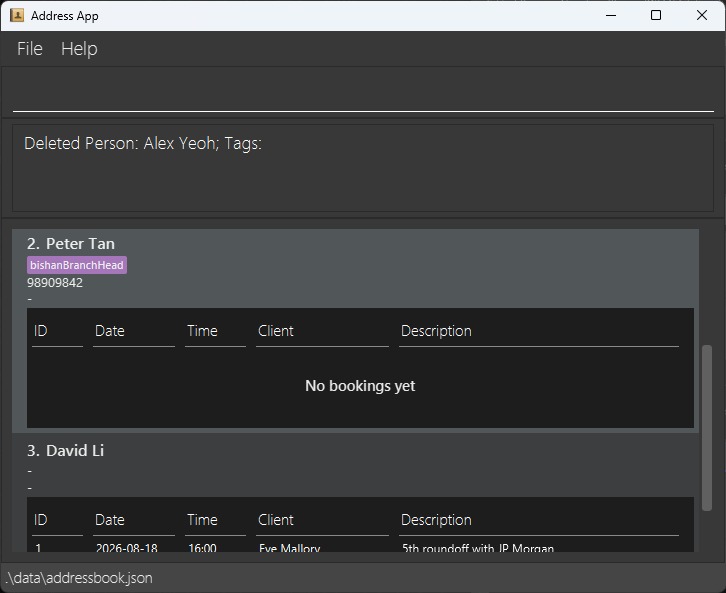 Address App
File Help
Deleted Person: Alex Yeoh; Tags:
2. Peter Tan
bishanBranchHead
98909842
-
ID Date Time Client Description
No bookings yet
3. David Li
-
-
ID Date Time Client Description
1 2026-08-18 16:00 Eve Mallory 5th roundoff with JP Morgan
.\data\addressbook.json